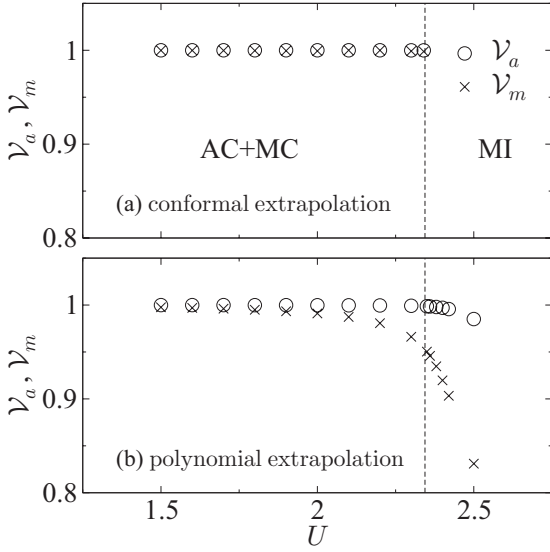 1
○ 𝒱a
× 𝒱m
0.9
AC+MC
MI
𝒱a, 𝒱m
(a) conformal extrapolation
0.8
1
0.9
𝒱a, 𝒱m
(b) polynomial extrapolation
0.8
1.5 2 2.5
U